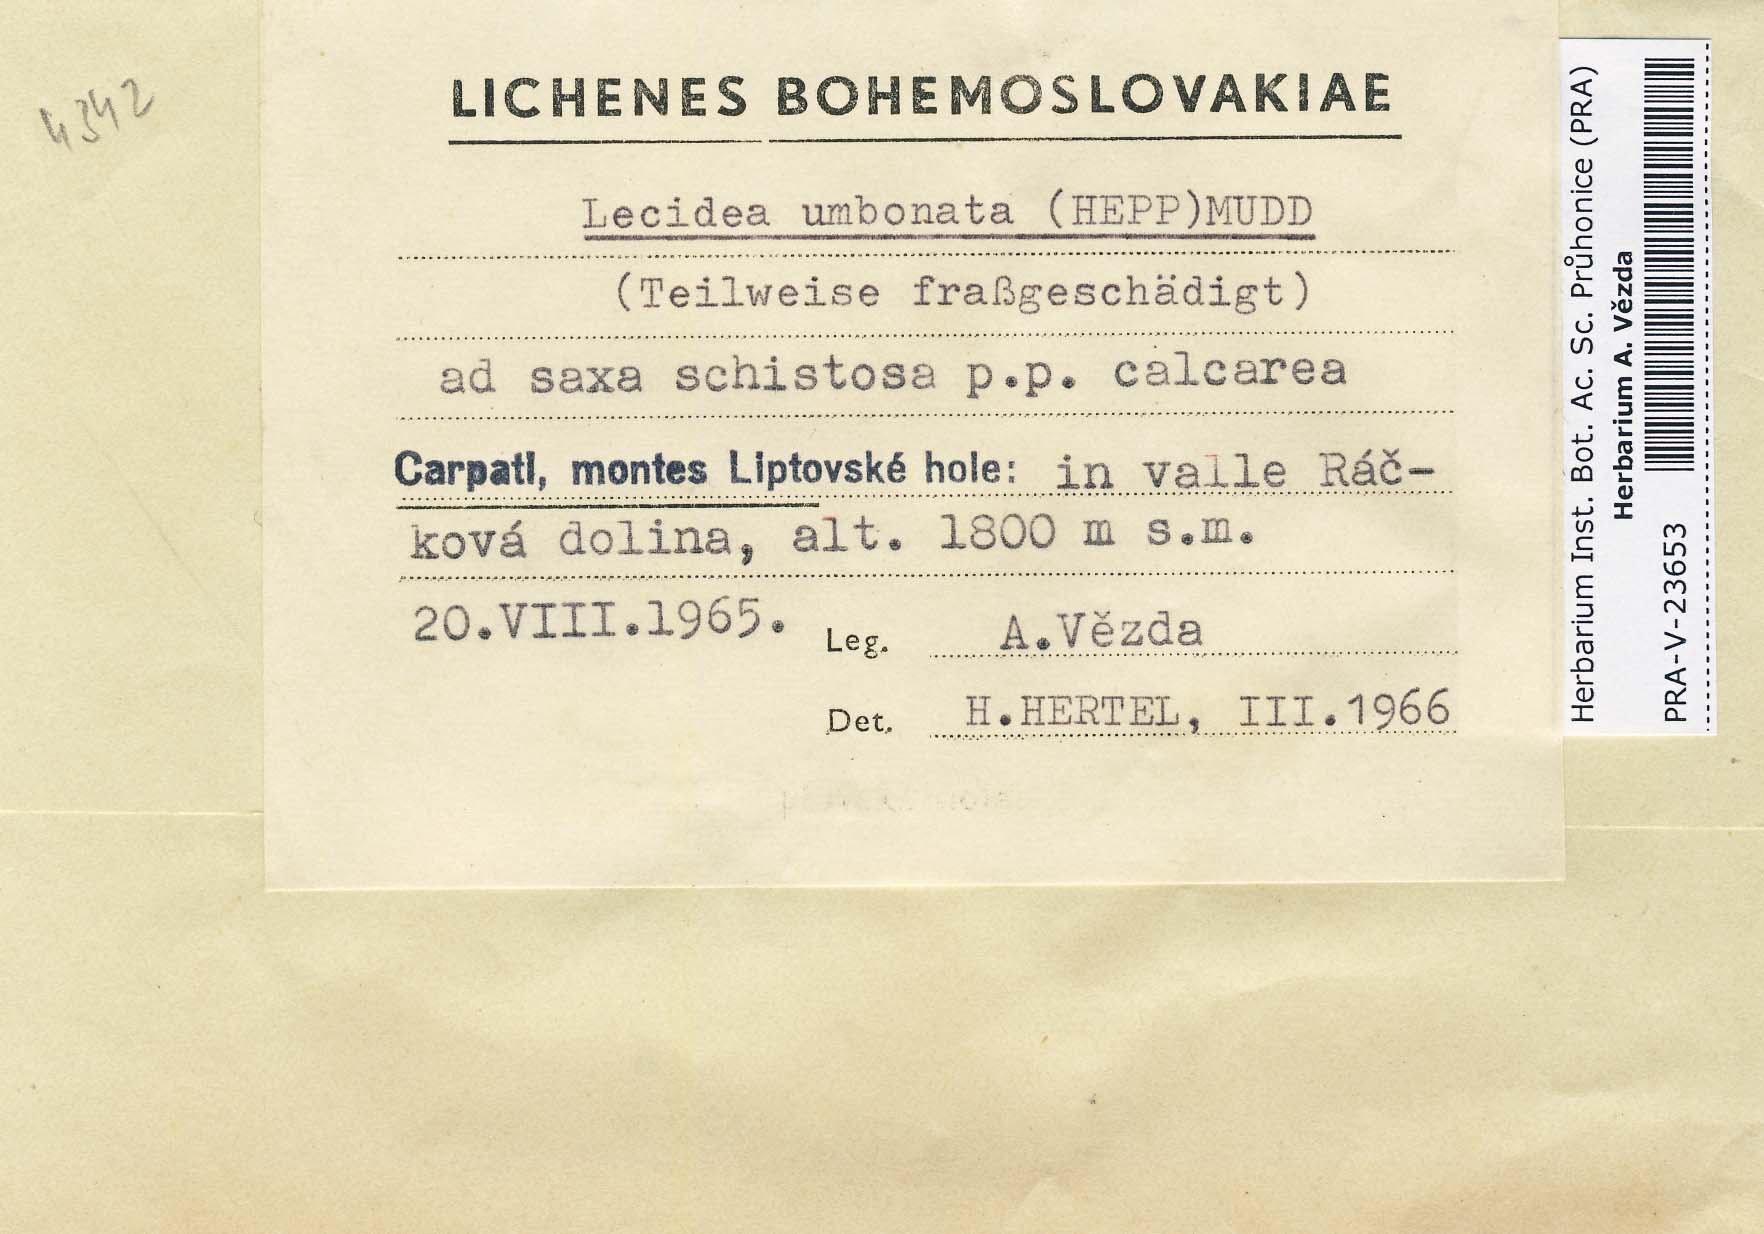 4342
LICHENES BOHEMOSLOVAKIAE
Lecidea umbonata (HEPP)MUDD
(Teilweise fraßgeschädigt)
ad saxa schistosa p.p. calcarea
Carpati, montes Liptovské hole: in valle Ráč-
ková dolina, alt. 1800 m s.m.
20.VIII.1965. Leg. A.Vězda
Det. H.HERTEL, III.1966
Herbarium Inst. Bot. Ac. Sc. Průhonice (PRA)
Herbarium A. Vězda
PRA-V-23653